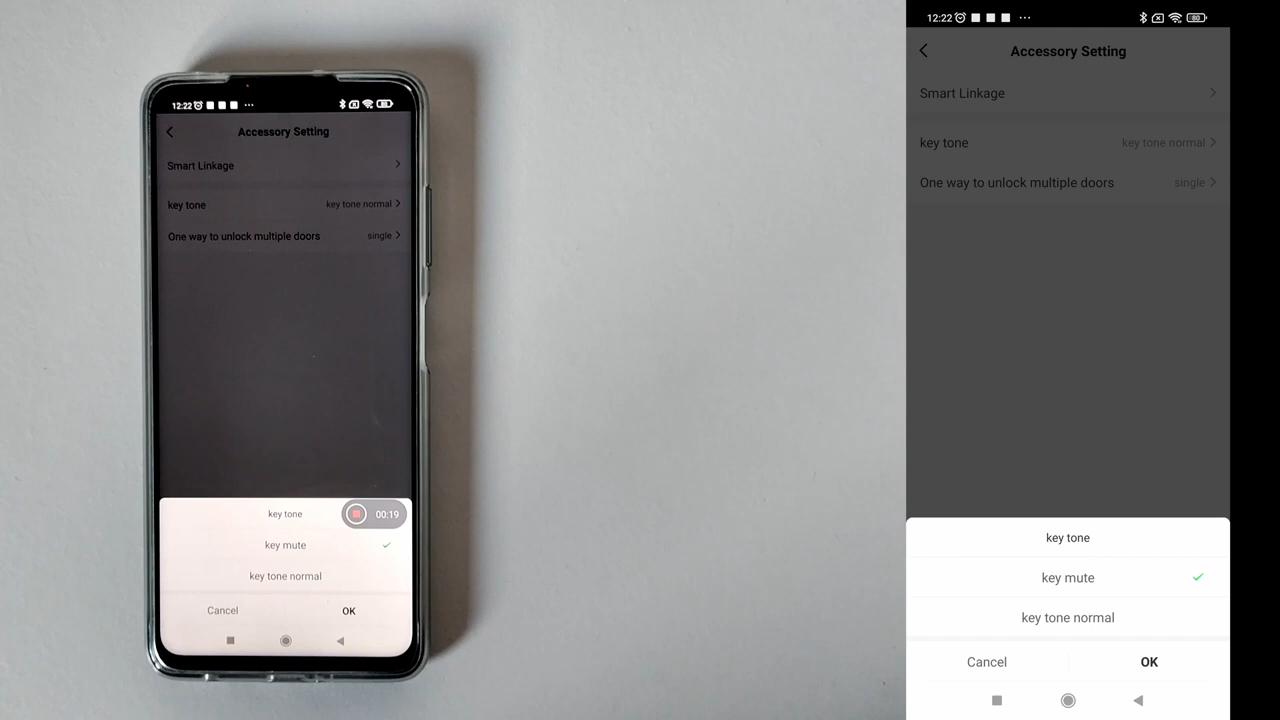 12:22
Accessory Setting
Smart Linkage
key tone
key tone normal
One way to unlock multiple doors
single
key tone
00:19
key mute
key tone normal
Cancel
OK
12:22
80
Accessory Setting
Smart Linkage
key tone
key tone normal
One way to unlock multiple doors
single
key tone
key mute
key tone normal
Cancel
OK